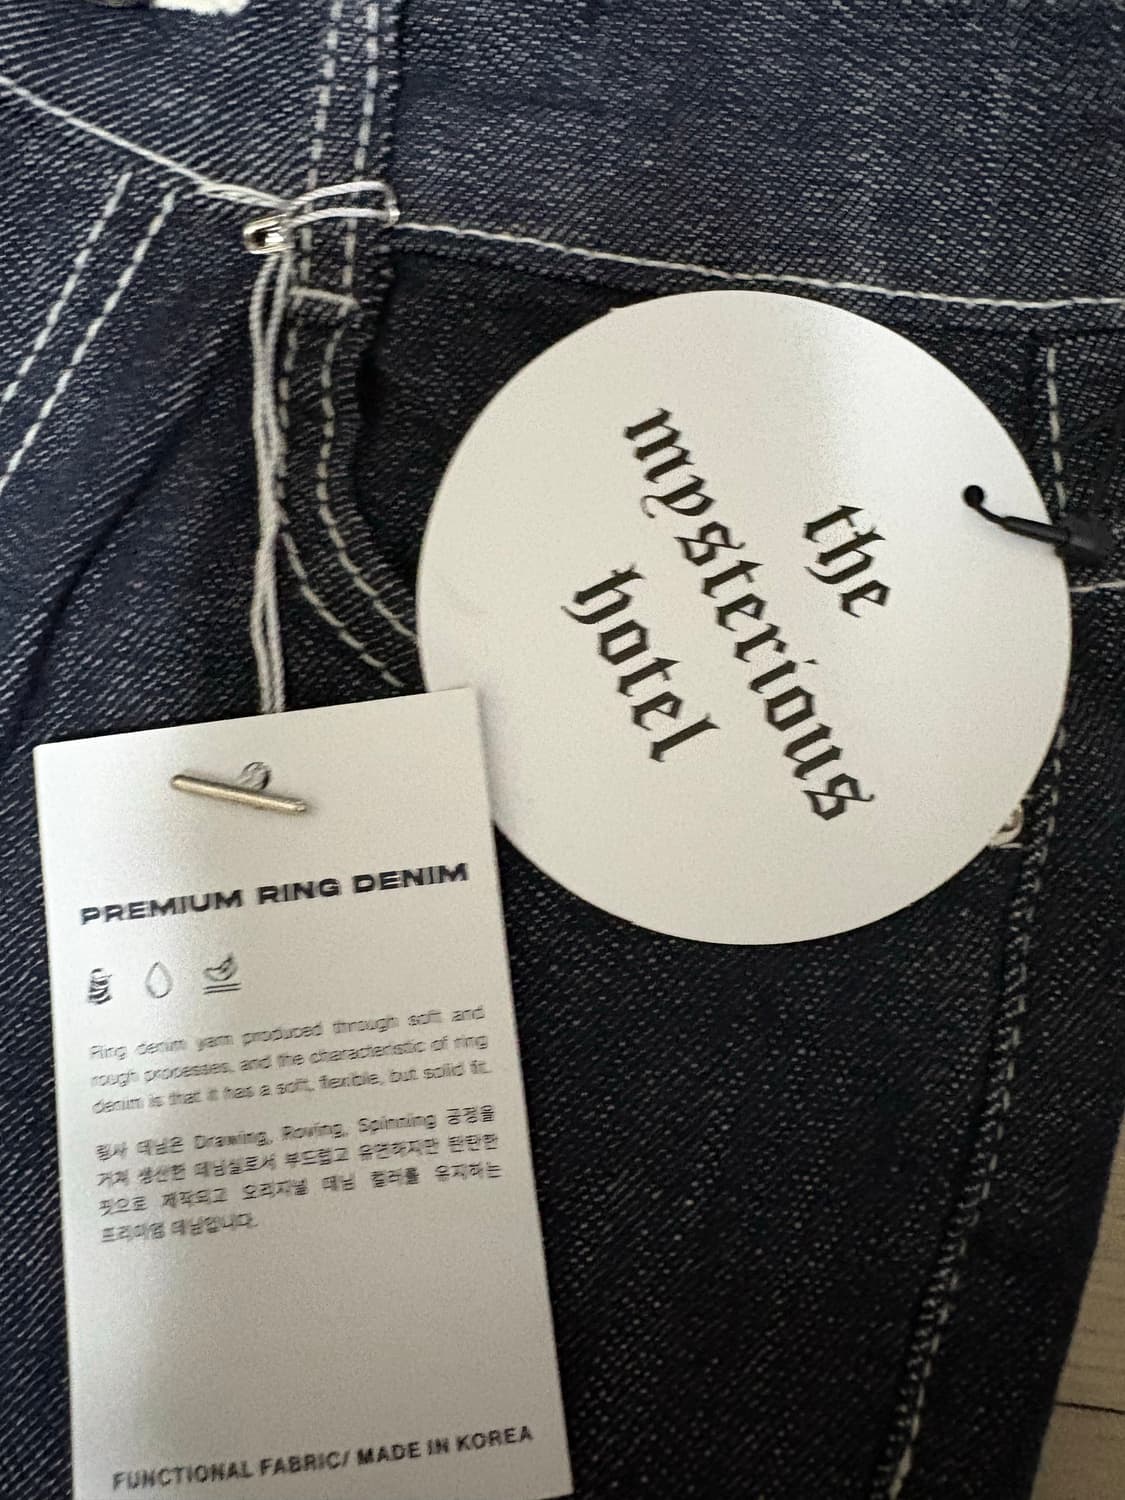 the
mysterious
hotel
PREMIUM RING DENIM
Ring denim yarn produced through soft and
rough processes, and the characteristic of ring
denim is that it has a soft, flexible, but solid fit.
링사 데님은 Drawing, Roving, Spinning 공정을
거쳐 생산한 데님실로서 부드럽고 유연하지만 탄탄한
핏으로 제작되고 오리지널 데님 컬러를 유지하는
프리미엄 데님입니다.
FUNCTIONAL FABRIC/ MADE IN KOREA